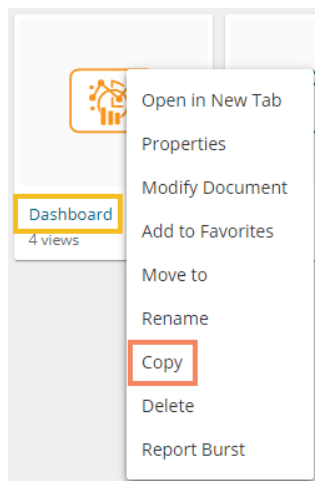 Open in New Tab
Properties
Modify Document
Dashboard
Add to Favorites
4 views
Move to
Rename
Copy
Delete
Report Burst